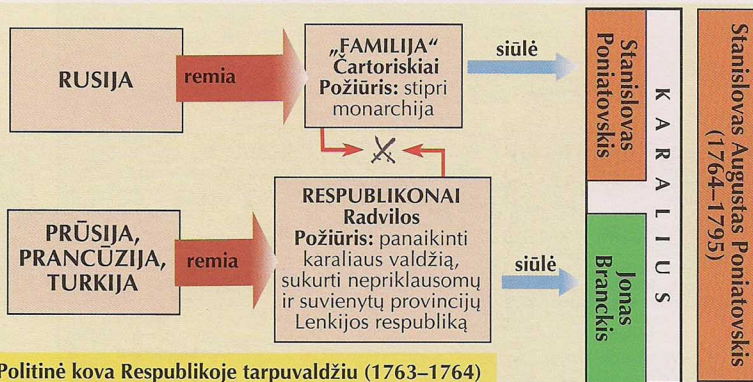 RUSIJA
remia
„FAMILIJA“
Čartoriskiai
Požiūris: stipri
monarchija
siūlė
Stanislovas
Poniatovskis
PRŪSIJA,
PRANCŪZIJA,
TURKIJA
remia
RESPUBLIKONAI
Radvilos
Požiūris: panaikinti
karaliaus valdžią,
sukurti nepriklausomų
ir suvienytų provincijų
Lenkijos respubliką
siūlė
Jonas
Branckis
KARALIUS
Stanislovas Augustas Poniatovskis
(1764–1795)
Politinė kova Respublikoje tarpuvaldžiu (1763–1764)